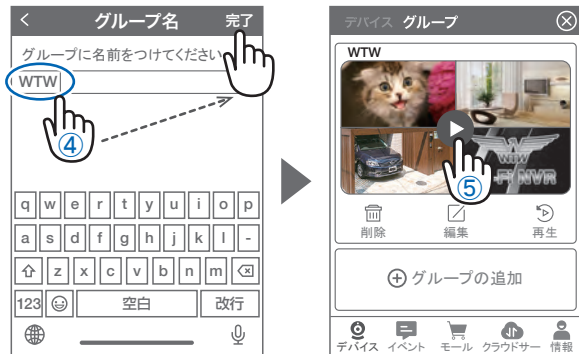 グループ名 完了
グループに名前をつけてください
WTW
④
q w e r t y u i o p
a s d f g h j k l -
z x c v b n m
123 空白 改行
デバイス グループ
WTW
WTW
-Fi NVR
⑤
削除 編集 再生
グループの追加
デバイス イベント モール クラウドサー 情報